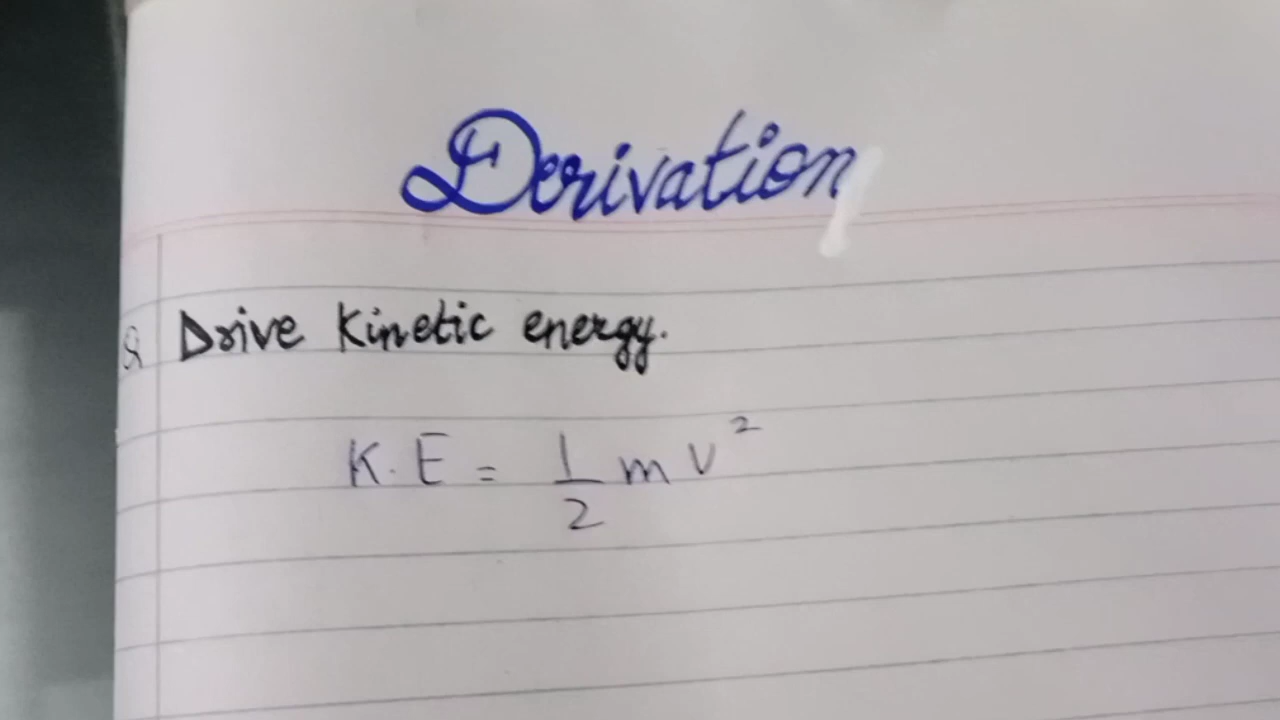 Derivation
Q Drive Kinetic energy.
K.E = 1/2 mv²